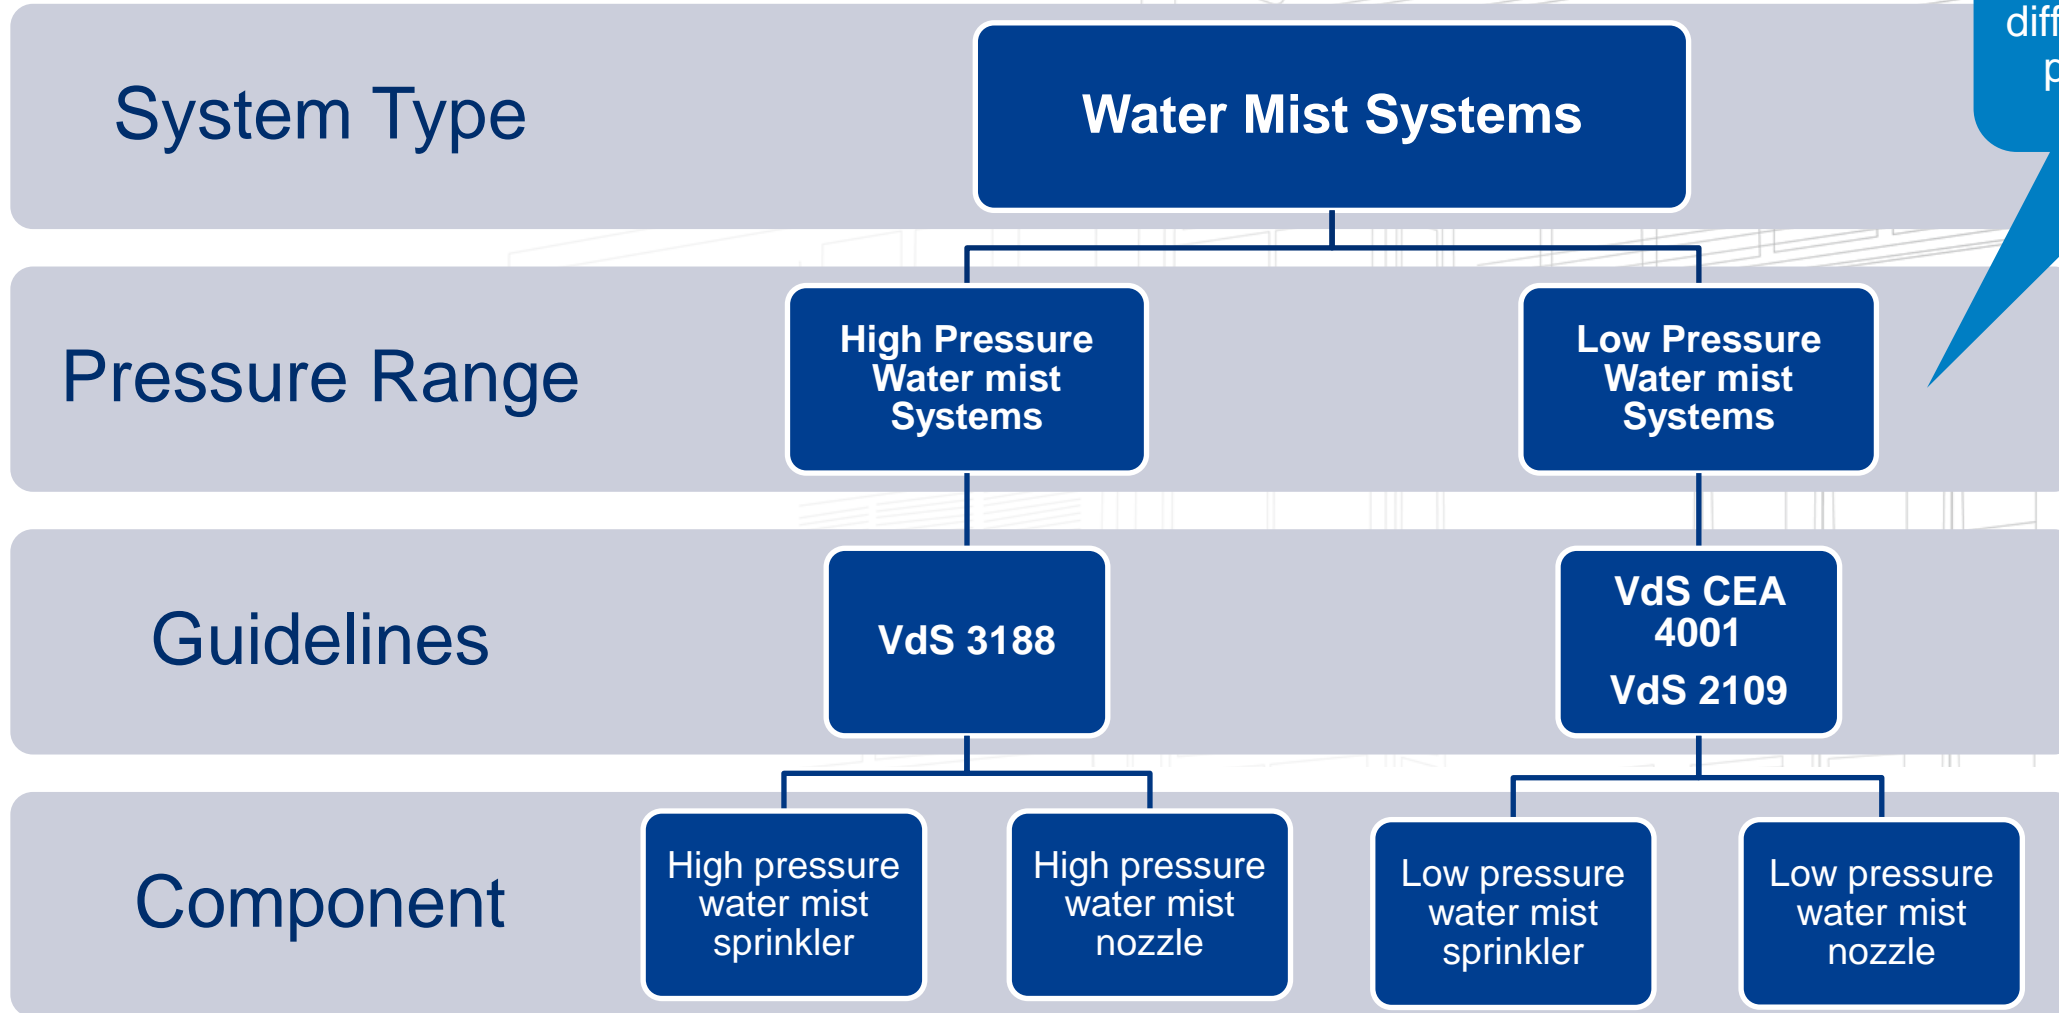 System Type
Water Mist Systems
Pressure Range
High Pressure
Water mist
Systems
Low Pressure
Water mist
Systems
Guidelines
VdS 3188
VdS CEA
4001
VdS 2109
Component
High pressure
water mist
sprinkler
High pressure
water mist
nozzle
Low pressure
water mist
sprinkler
Low pressure
water mist
nozzle